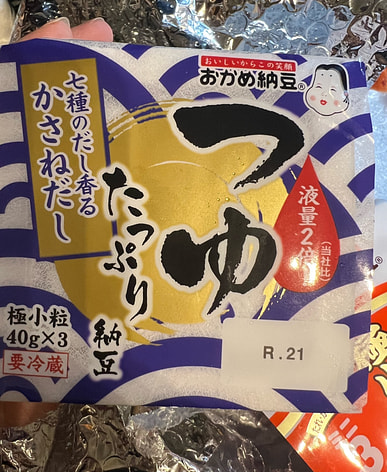 おいしいからこの笑顔
おかめ納豆®
七種のだし香る
かさねだし
つゆ
たっぷり
納豆
液量2倍
(当社比)
極小粒
40g×3
要冷蔵
R.21